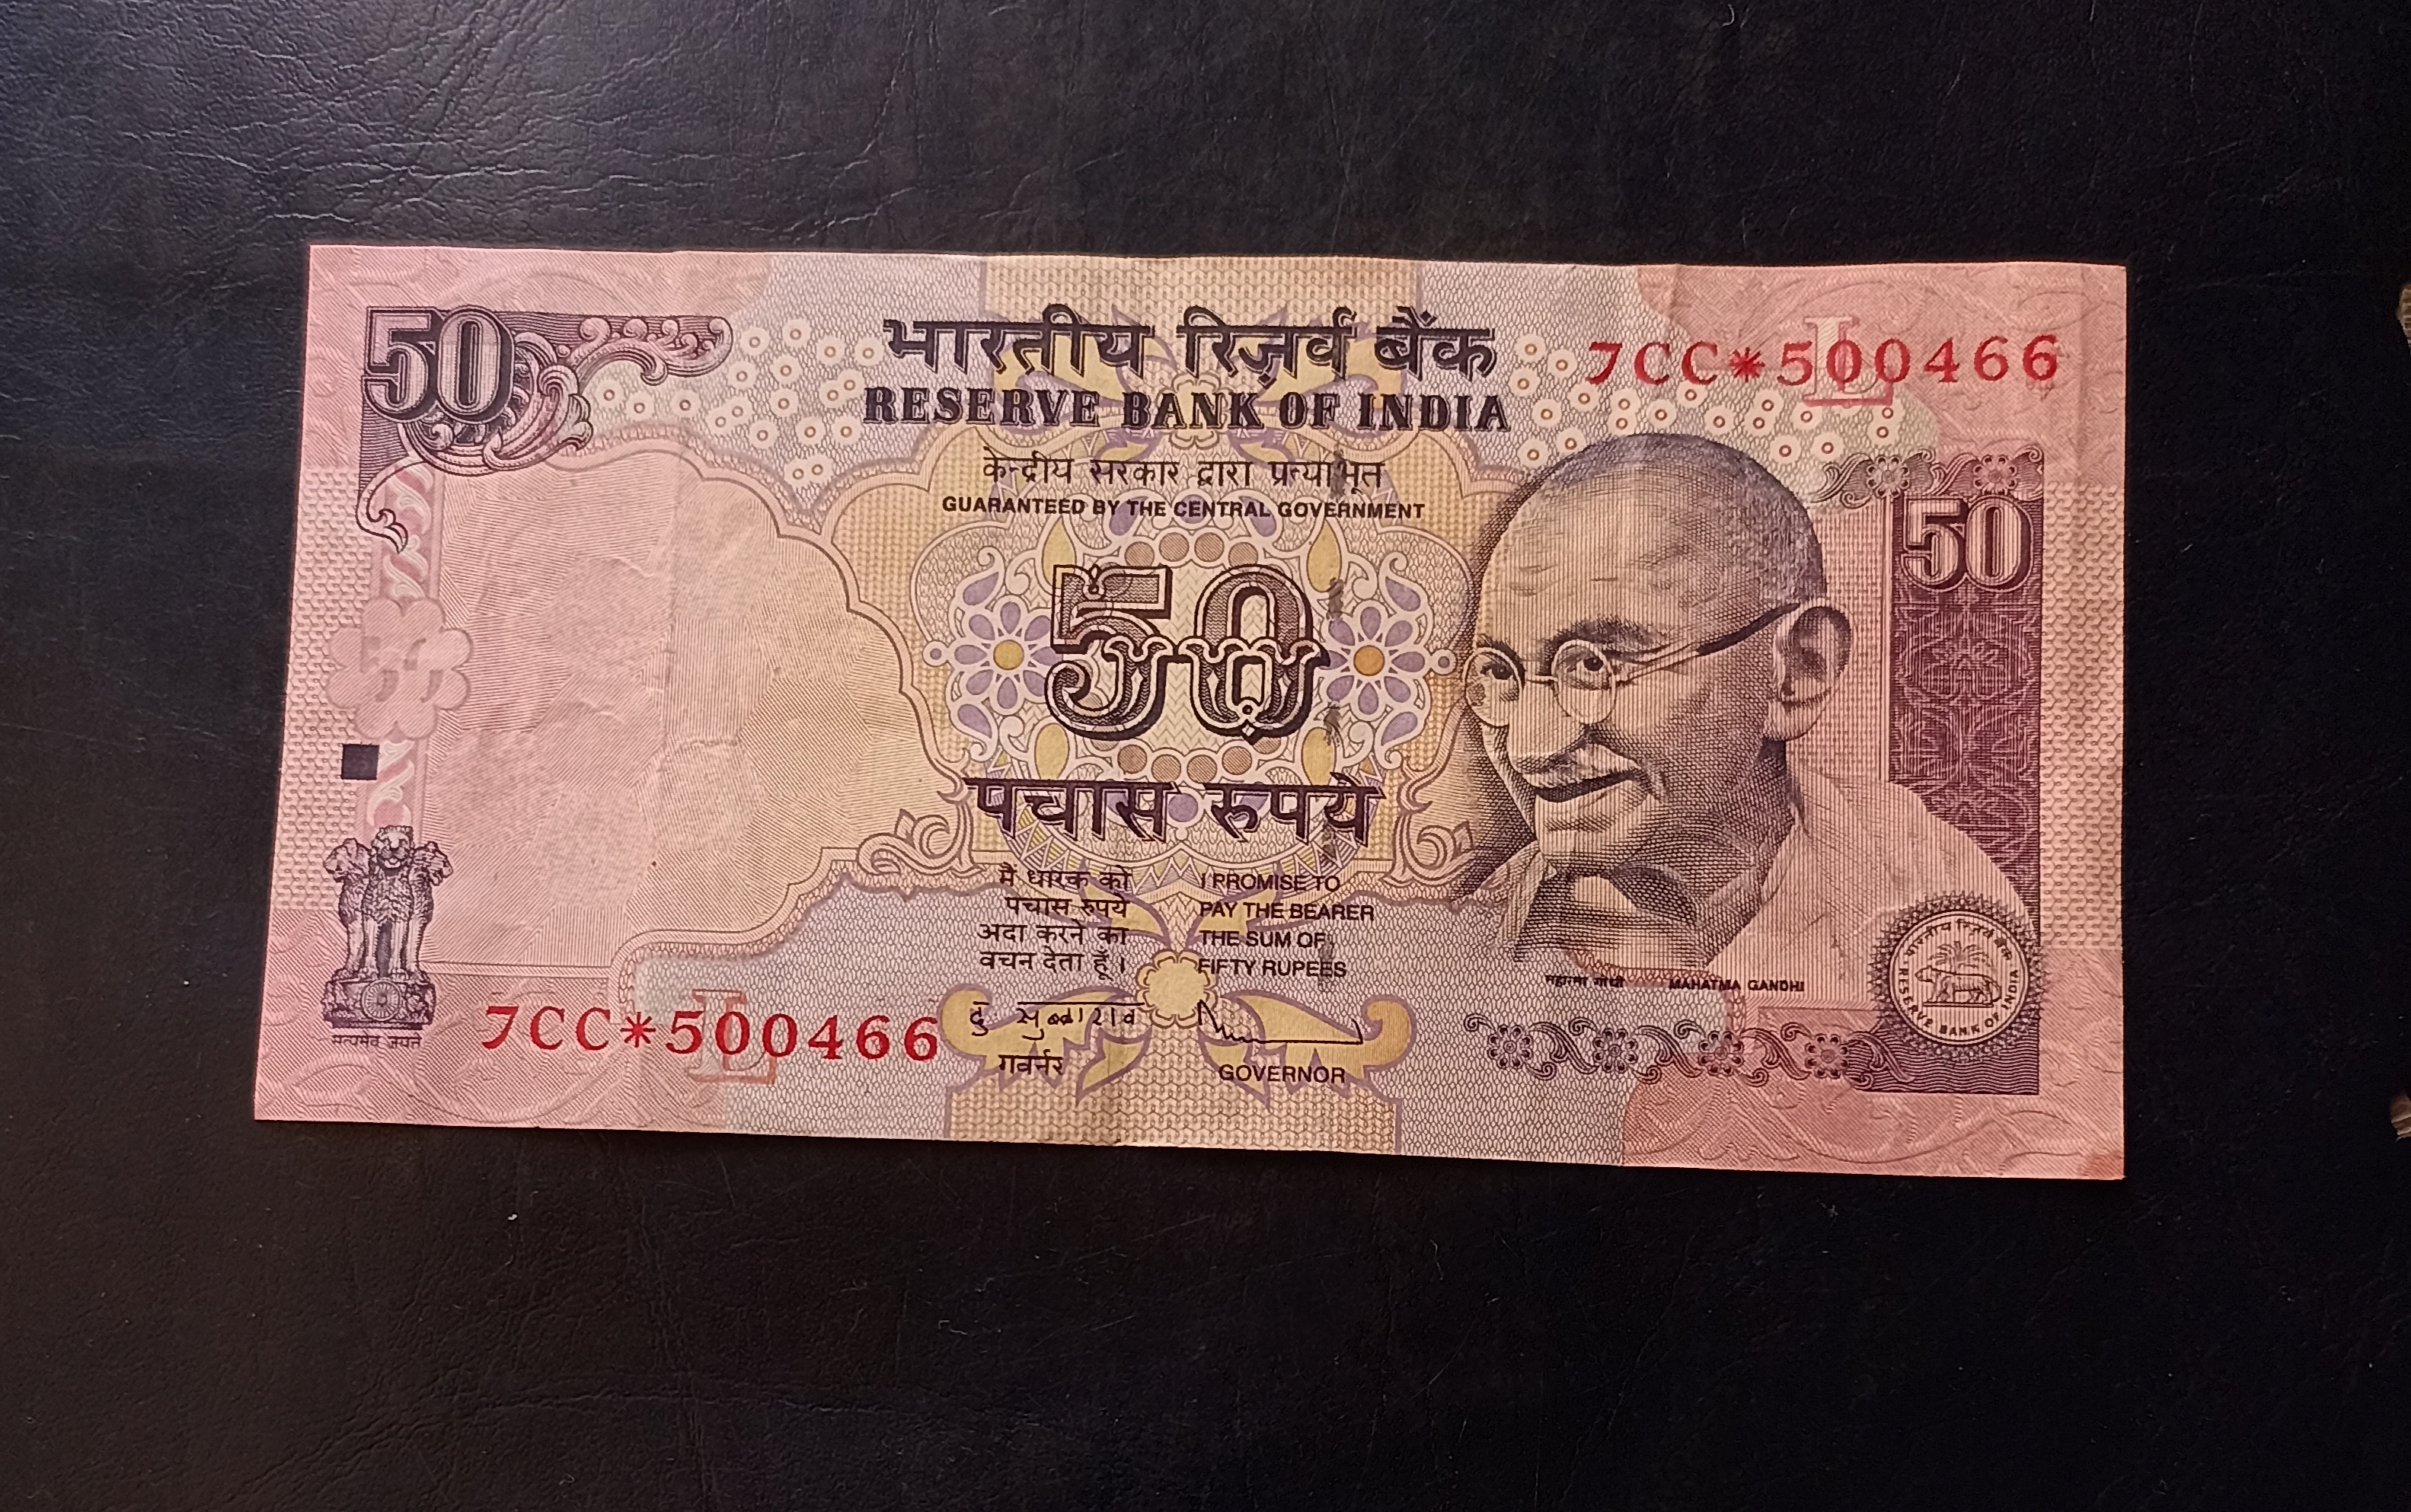 50
भारतीय रिज़र्व बैंक
RESERVE BANK OF INDIA
7CC*500466
L
केन्द्रीय सरकार द्वारा प्रत्याभूत
GUARANTEED BY THE CENTRAL GOVERNMENT
50
50
पचास रुपये
मैं धारक को
पचास रुपये
अदा करने का
वचन देता हूँ।
I PROMISE TO
PAY THE BEARER
THE SUM OF
FIFTY RUPEES
महात्मा गांधी MAHATMA GANDHI
भारतीय रिज़र्व बैंक
RESERVE BANK OF INDIA
सत्यमेव जयते
7CC*500466
L
दु. सुब्बाराव
गवर्नर
GOVERNOR